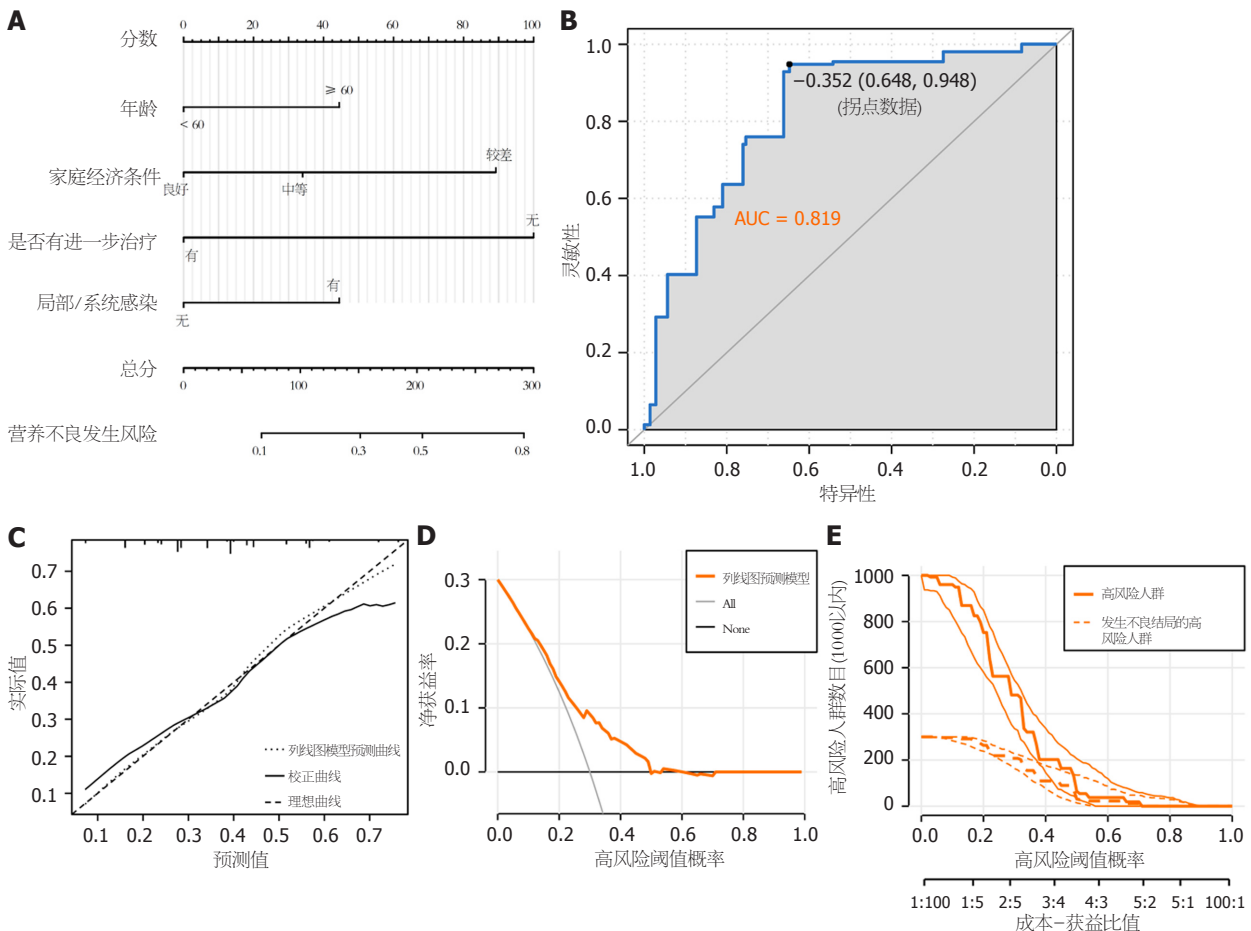 A
0 20 40 60 80 100
分数
年龄
≧ 60
< 60
家庭经济条件
较差
良好
中等
是否有进一步治疗
无
有
局部/系统感染
有
无
总分
0 100 200 300
营养不良发生风险
0.1 0.3 0.5 0.8
B
1.0
0.8
0.6
0.4
0.2
0.0
灵敏性
−0.352 (0.648, 0.948)
(拐点数据)
AUC = 0.819
1.0 0.8 0.6 0.4 0.2 0.0
特异性
C
0.7
0.6
0.5
0.4
0.3
0.2
0.1
实际值
列线图模型预测曲线
校正曲线
理想曲线
0.1 0.2 0.3 0.4 0.5 0.6 0.7
预测值
D
0.3
0.2
0.1
0.0
净获益率
列线图预测模型
All
None
0.0 0.2 0.4 0.6 0.8 1.0
高风险阈值概率
E
1000
800
600
400
200
0
高风险人群数目(1000以内)
高风险人群
发生不良结局的高
风险人群
0.0 0.2 0.4 0.6 0.8 1.0
高风险阈值概率
1:100 1:5 2:5 3:4 4:3 5:2 5:1 100:1
成本−获益比值